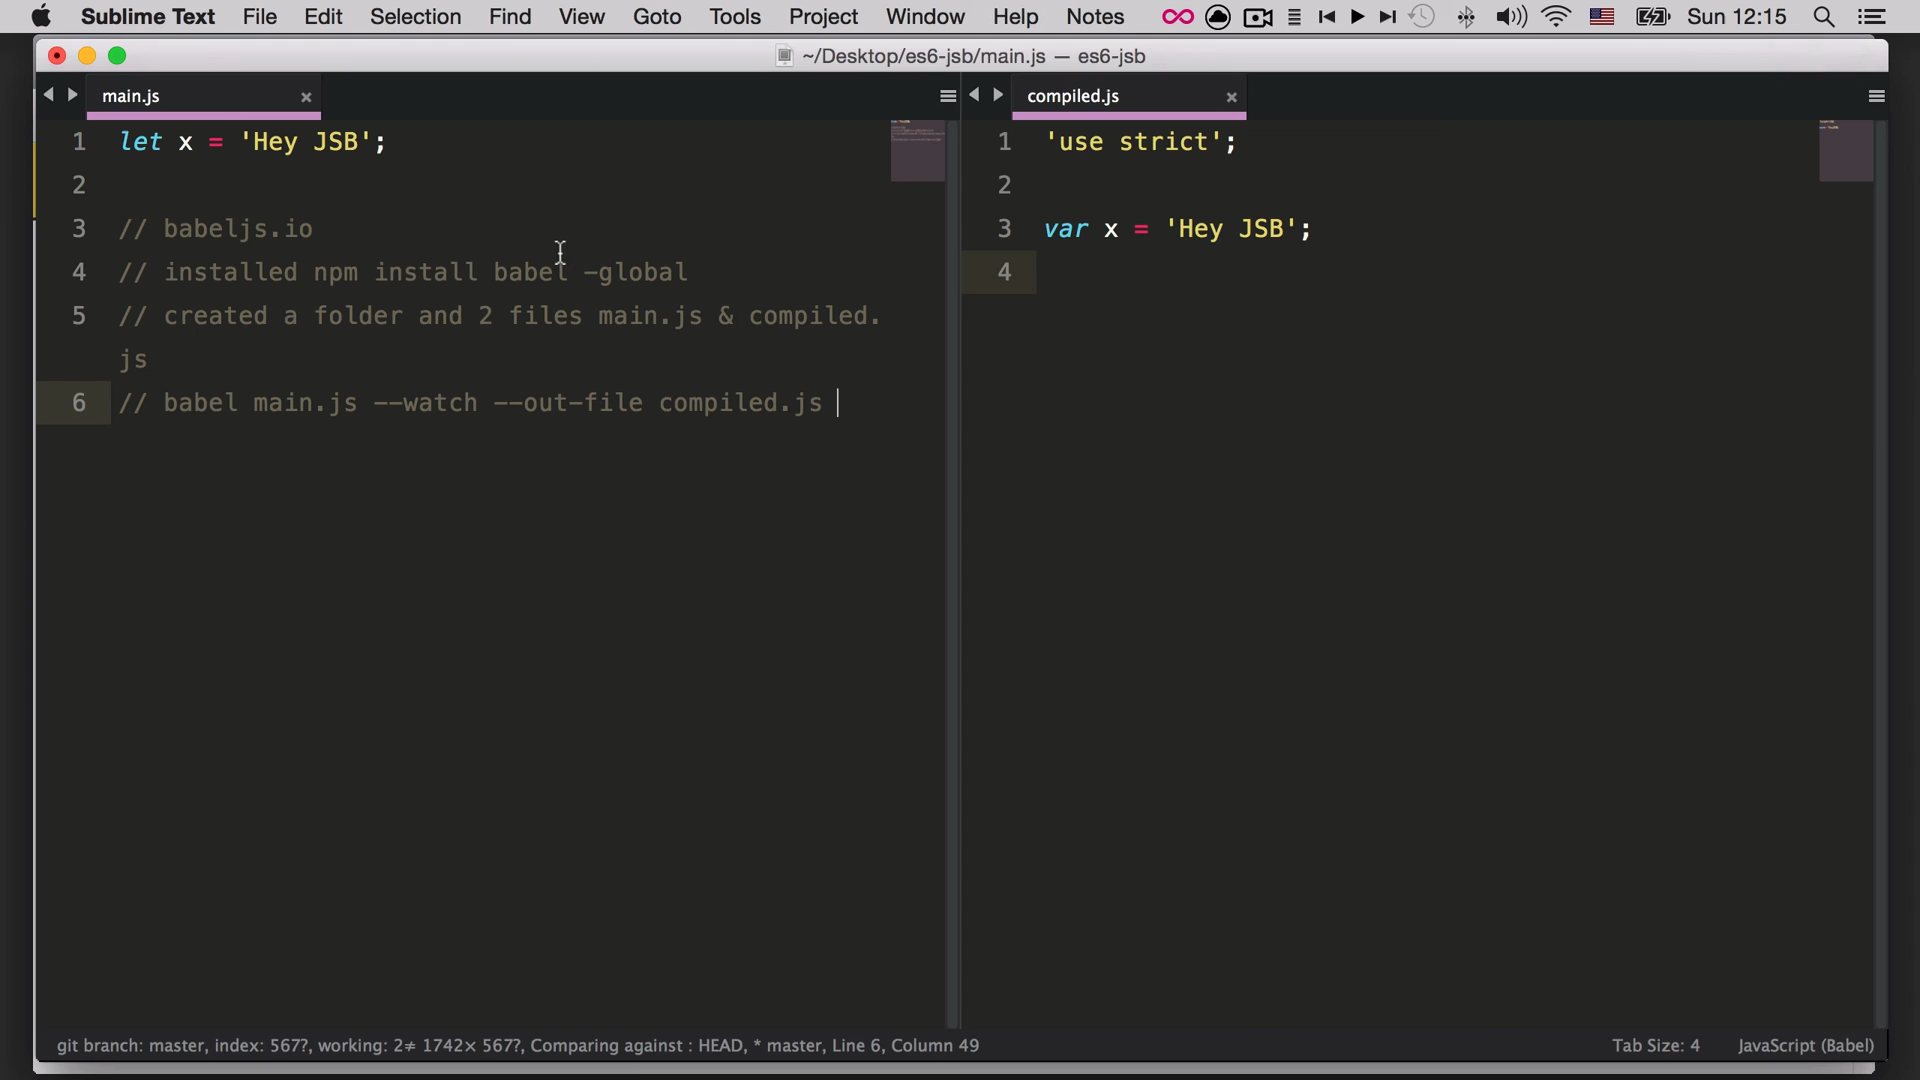 Sublime Text File Edit Selection Find View Goto Tools Project Window Help Notes Sun 12:15
~/Desktop/es6-jsb/main.js — es6-jsb
main.js
1 let x = 'Hey JSB';
2
3 // babeljs.io
4 // installed npm install babel -global
5 // created a folder and 2 files main.js & compiled.
js
6 // babel main.js --watch --out-file compiled.js
compiled.js
1 'use strict';
2
3 var x = 'Hey JSB';
4
git branch: master, index: 567?, working: 2≠ 1742× 567?, Comparing against : HEAD, * master, Line 6, Column 49
Tab Size: 4 JavaScript (Babel)